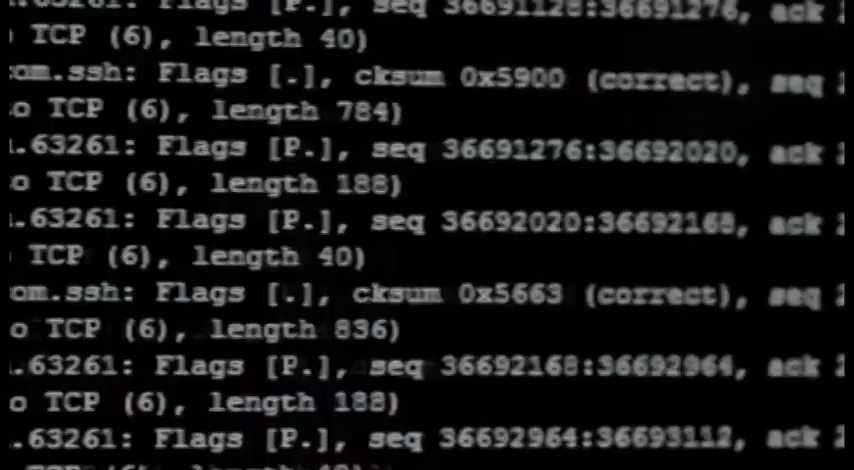 Flags [P.], seq 36691128:36691276, ack
TCP (6), length 40)
om.ssh: Flags [.], cksum 0x5900 (correct), seq
o TCP (6), length 784)
.63261: Flags [P.], seq 36691276:36692020, ack
o TCP (6), length 188)
.63261: Flags [P.], seq 36692020:36692168, ack
TCP (6), length 40)
om.ssh: Flags [.], cksum 0x5663 (correct), seq
o TCP (6), length 836)
.63261: Flags [P.], seq 36692168:36692964, ack
o TCP (6), length 188)
.63261: Flags [P.], seq 36692964:36693112, ack